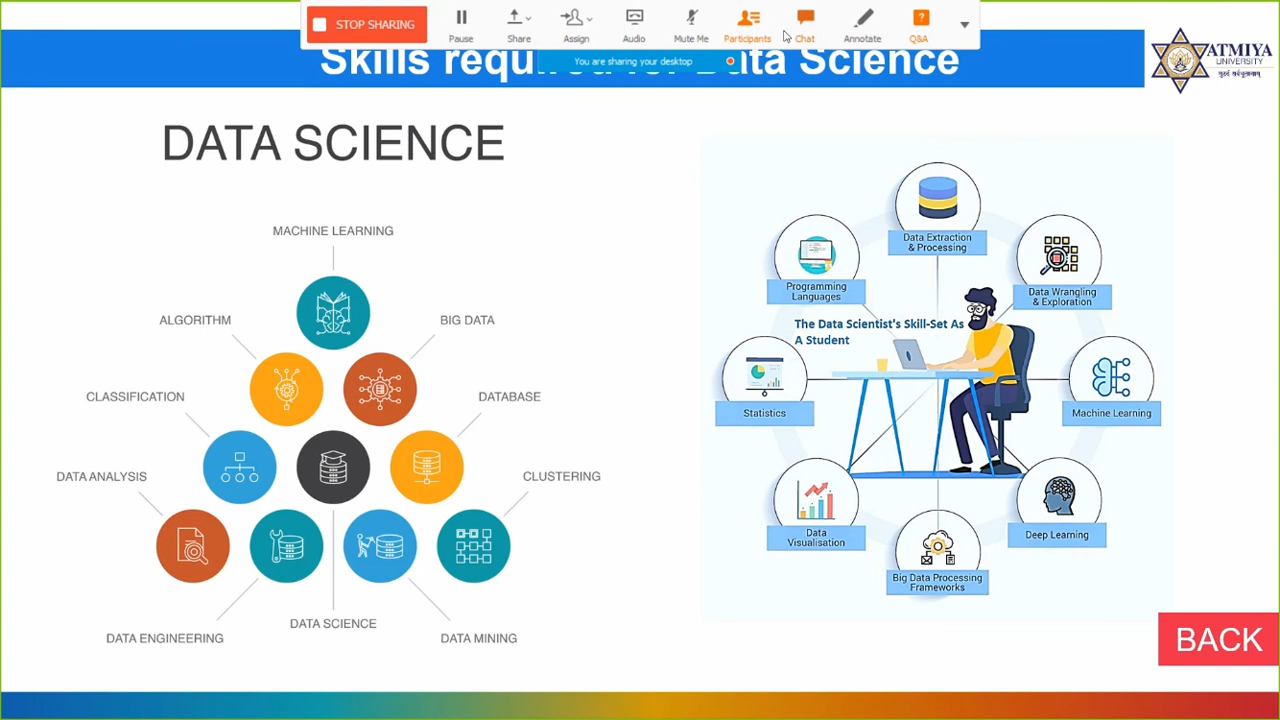 STOP SHARING
Pause
Share
Assign
Audio
Mute Me
Participants
Chat
Annotate
Q&A
You are sharing your desktop
Skills required for Data Science
ATMIYA
UNIVERSITY
DATA SCIENCE
MACHINE LEARNING
ALGORITHM
BIG DATA
CLASSIFICATION
DATABASE
DATA ANALYSIS
CLUSTERING
DATA SCIENCE
DATA ENGINEERING
DATA MINING
Data Extraction
& Processing
Programming
Languages
Data Wrangling
& Exploration
The Data Scientist's Skill-Set As
A Student
Statistics
Machine Learning
Data
Visualisation
Deep Learning
Big Data Processing
Frameworks
BACK